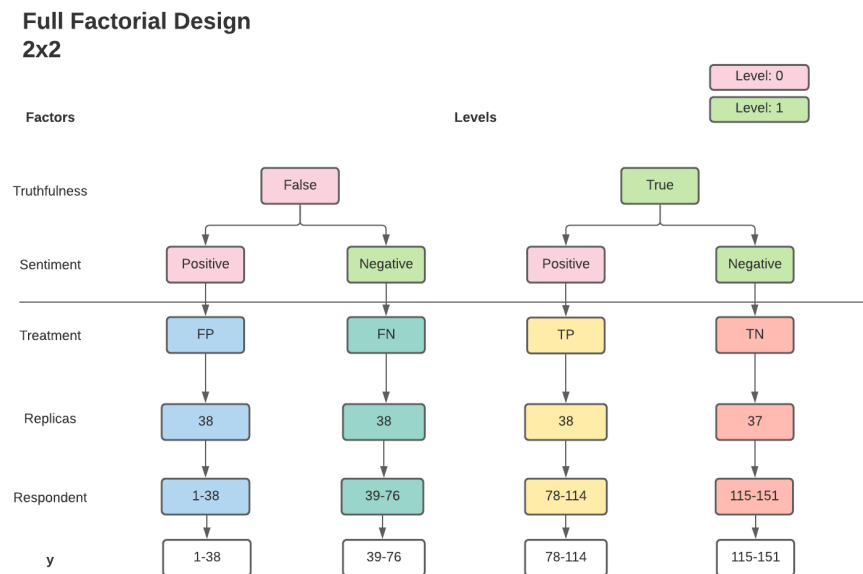 Full Factorial Design
2x2
Level: 0
Level: 1
Factors
Levels
Truthfulness
False
True
Sentiment
Positive
Negative
Positive
Negative
Treatment
FP
FN
TP
TN
Replicas
38
38
38
37
Respondent
1-38
39-76
78-114
115-151
y
1-38
39-76
78-114
115-151